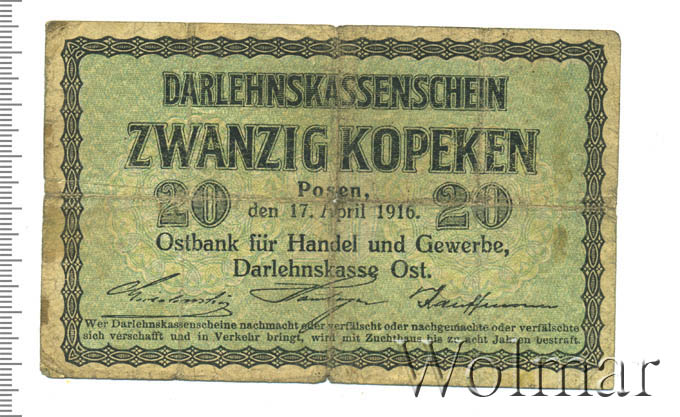 DARLEHNSKASSENSCHEIN
ZWANZIG KOPEKEN
20 Posen, 20
den 17. April 1916.
Ostbank für Handel und Gewerbe,
Darlehnskasse Ost.
Kauffmann
Wer Darlehnskassenscheine nachmacht oder verfälscht oder nachgemachte oder verfälschte
sich verschafft und in Verkehr bringt, wird mit Zuchthaus bis zu acht Jahren bestraft.
Wolmar